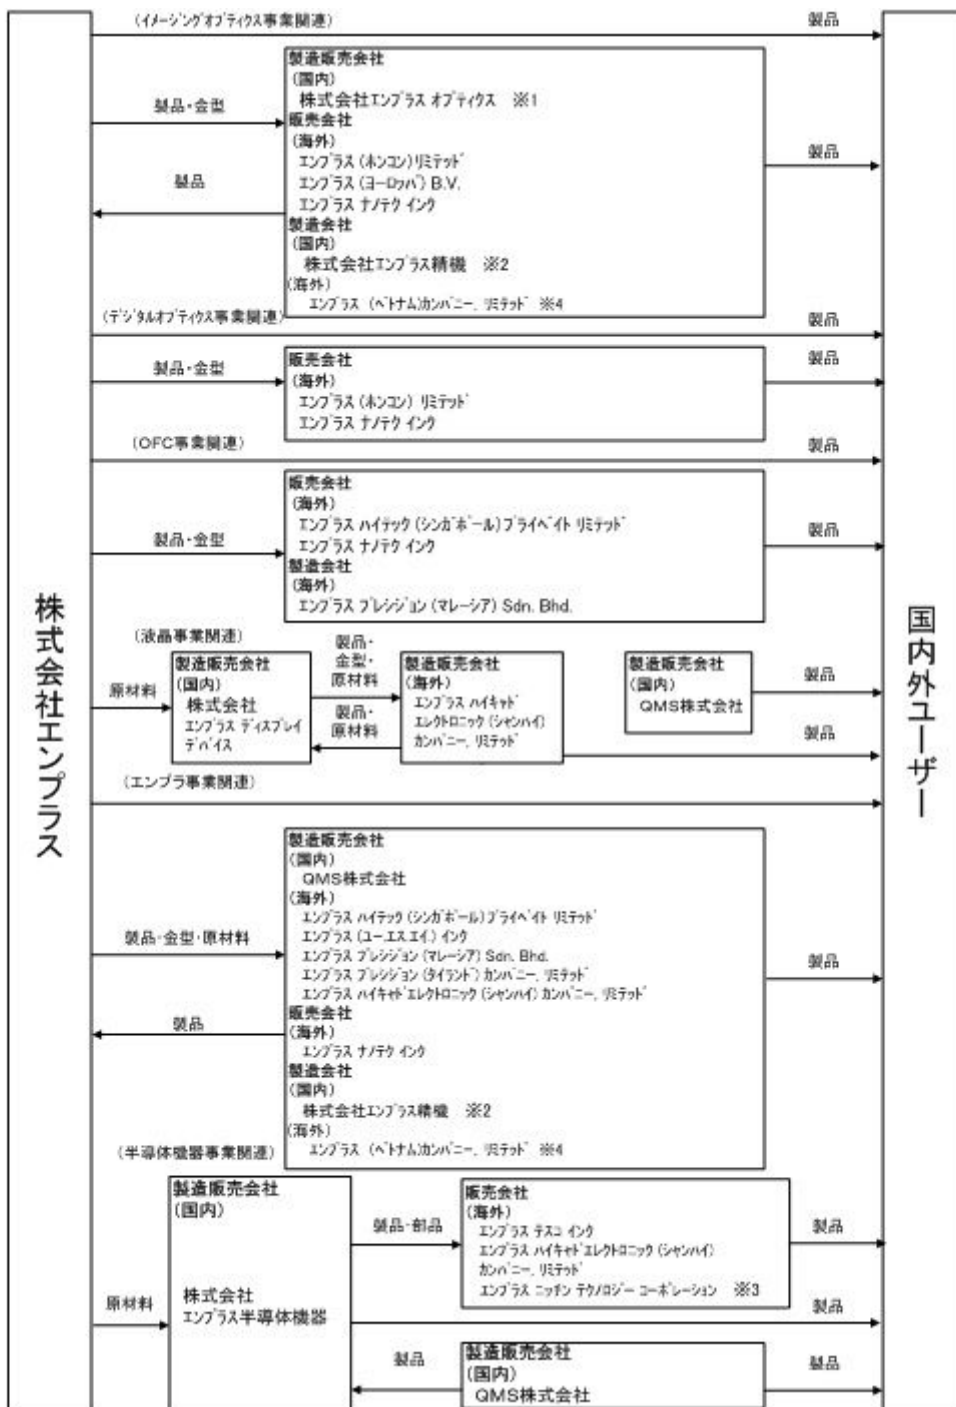 株式会社エンプラス
国内外ユーザー
(イメージングオプティクス事業関連)
製品
製造販売会社
(国内)
株式会社エンプラス オプティクス ※1
販売会社
(海外)
エンプラス (ホンコン)リミテッド
エンプラス (ヨーロッパ) B.V.
エンプラス ナノテク インク
製造会社
(国内)
株式会社エンプラス精機 ※2
(海外)
エンプラス (ベトナム)カンパニー, リミテッド ※4
製品・金型
製品
製品
(デジタルオプティクス事業関連)
製品
製品・金型
販売会社
(海外)
エンプラス (ホンコン) リミテッド
エンプラス ナノテク インク
製品
(OFC事業関連)
製品
製品・金型
販売会社
(海外)
エンプラス ハイテック (シンガポール) プライベイト リミテッド
エンプラス ナノテク インク
製造会社
(海外)
エンプラス プレシジョン (マレーシア) Sdn. Bhd.
製品
(液晶事業関連)
原材料
製造販売会社
(国内)
株式会社
エンプラス ディスプレイ
デバイス
製品・
金型・
原材料
製品・
原材料
製造販売会社
(海外)
エンプラス ハイキャド
エレクトロニック (シャンハイ)
カンパニー, リミテッド
製造販売会社
(国内)
QMS株式会社
製品
製品
(エンプラ事業関連)
製品・金型・原材料
製品
製造販売会社
(国内)
QMS株式会社
(海外)
エンプラス ハイテック (シンガポール) プライベイト リミテッド
エンプラス (ユー.エス.エイ.) インク
エンプラス プレシジョン (マレーシア) Sdn. Bhd.
エンプラス プレシジョン (タイランド) カンパニー, リミテッド
エンプラス ハイキャド エレクトロニック (シャンハイ) カンパニー, リミテッド
販売会社
(海外)
エンプラス ナノテク インク
製造会社
(国内)
株式会社エンプラス精機 ※2
(海外)
エンプラス (ベトナム)カンパニー, リミテッド ※4
製品
(半導体機器事業関連)
原材料
製造販売会社
(国内)
株式会社
エンプラス半導体機器
製品・部品
販売会社
(海外)
エンプラス テスコ インク
エンプラス ハイキャド エレクトロニック (シャンハイ)
カンパニー, リミテッド
エンプラス ニッチン テクノロジー コーポレーション ※3
製品
製品
製品
製造販売会社
(国内)
QMS株式会社
製品